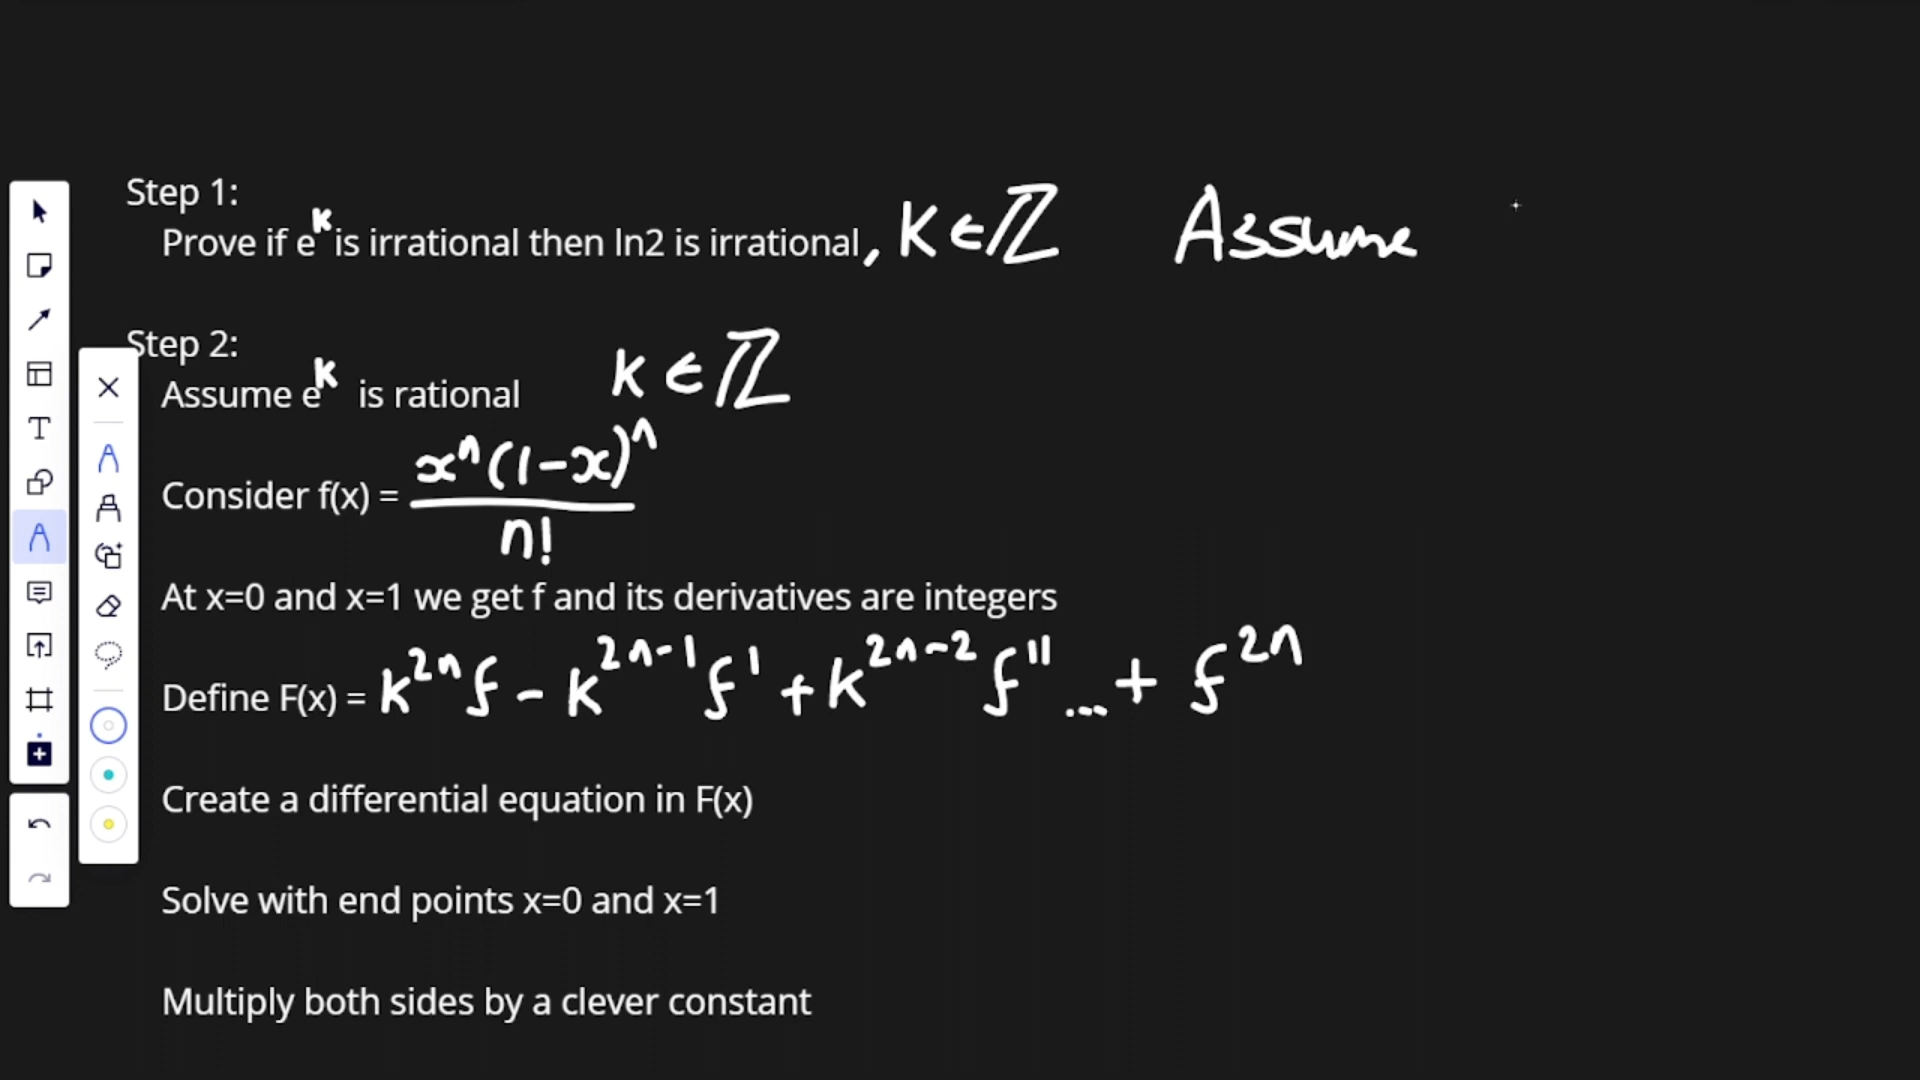 Step 1:
Prove if e^k is irrational then ln2 is irrational, K∈ℤ Assume
Step 2:
Assume e^k is rational K∈ℤ
Consider f(x) = x^n(1-x)^n / n!
At x=0 and x=1 we get f and its derivatives are integers
Define F(x) = k^2n f - k^2n-1 f' + k^2n-2 f'' ... + f^2n
Create a differential equation in F(x)
Solve with end points x=0 and x=1
Multiply both sides by a clever constant